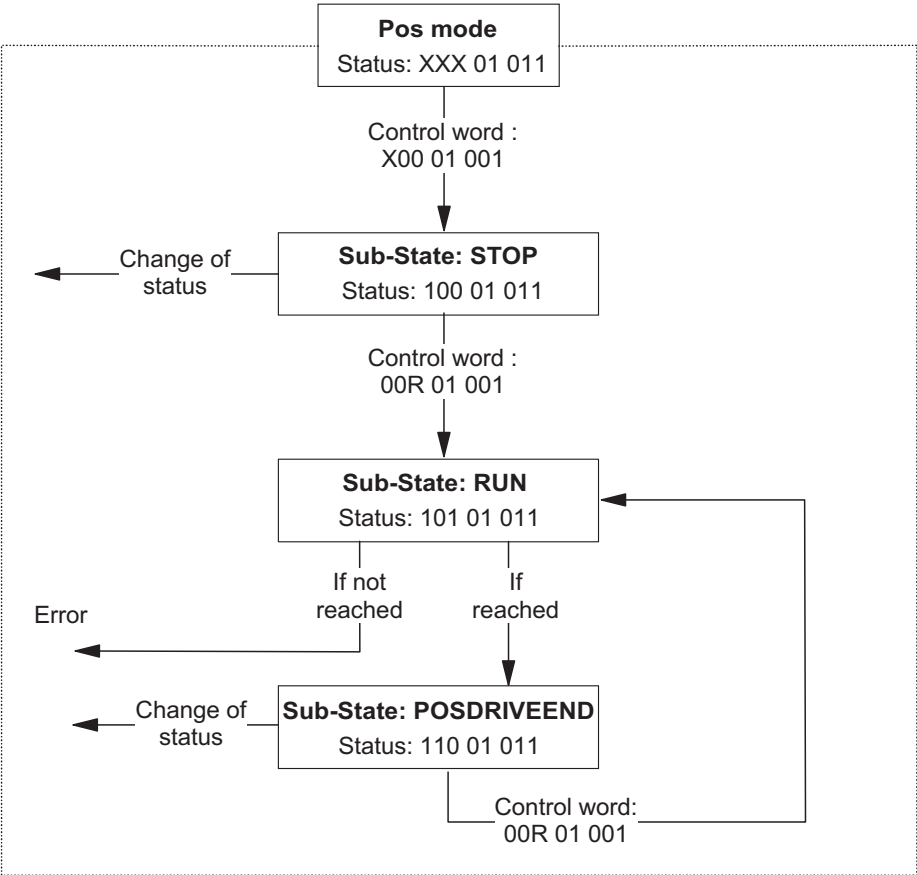 Pos mode
Status: XXX 01 011
Control word :
X00 01 001
Sub-State: STOP
Status: 100 01 011
Change of
status
Control word :
00R 01 001
Sub-State: RUN
Status: 101 01 011
If not
reached
If
reached
Error
Sub-State: POSDRIVEEND
Status: 110 01 011
Change of
status
Control word:
00R 01 001